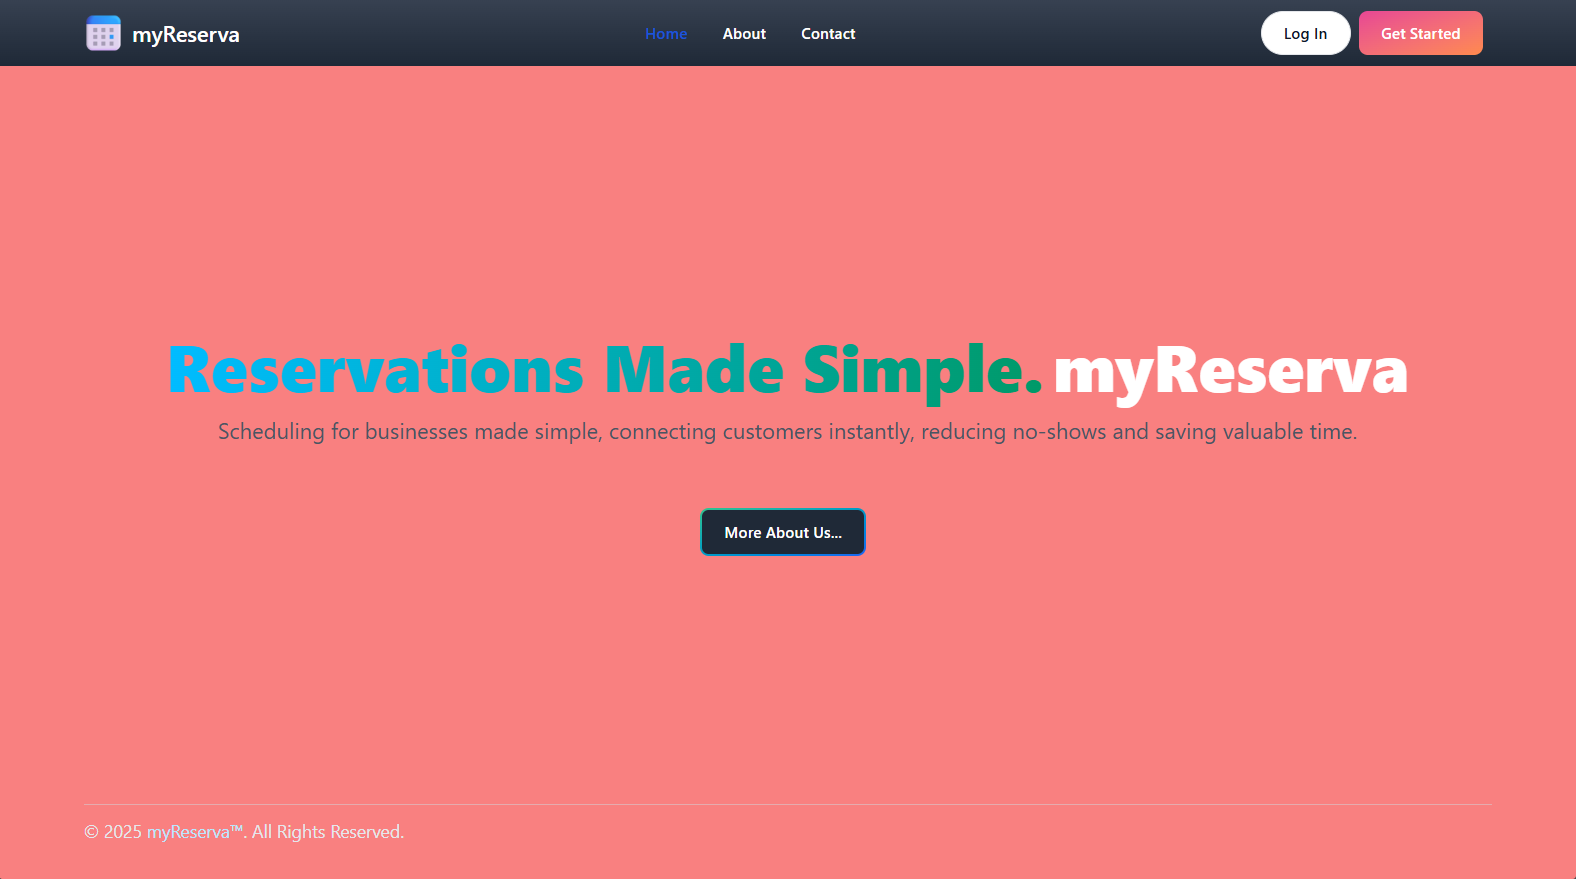 myReserva
Home About Contact
Log In Get Started
Reservations Made Simple. myReserva
Scheduling for businesses made simple, connecting customers instantly, reducing no-shows and saving valuable time.
More About Us...
© 2025 myReserva™. All Rights Reserved.